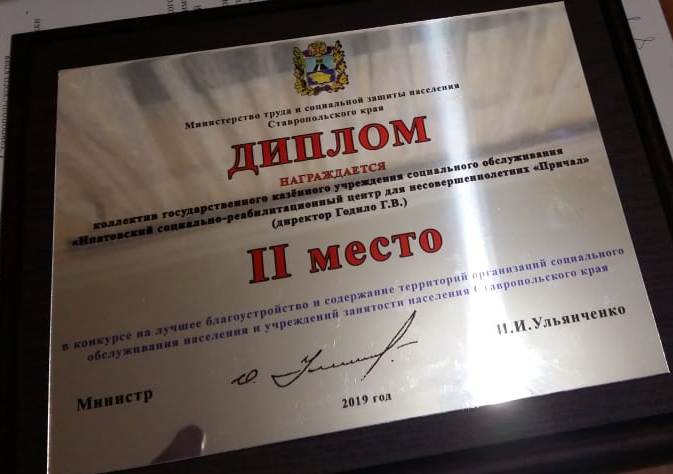 Министерство труда и социальной защиты населения
Ставропольского края
ДИПЛОМ
НАГРАЖДАЕТСЯ
коллектив государственного казённого учреждения социального обслуживания
«Ипатовский социально-реабилитационный центр для несовершеннолетних «Причал»
(директор Годило Г.В.)
II место
в конкурсе на лучшее благоустройство и содержание территорий организаций социального
обслуживания населения и учреждений занятости населения Ставропольского края
Министр
И.И.Ульянченко
2019 год